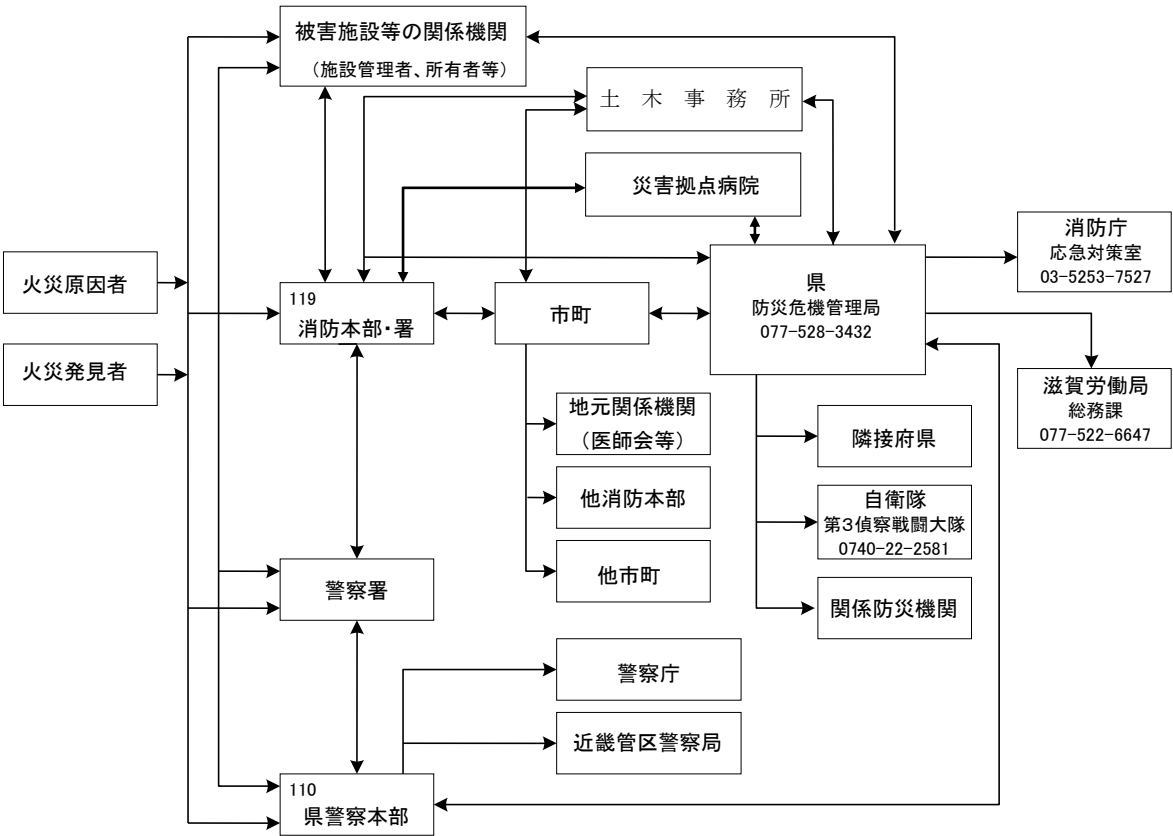 被害施設等の関係機関
（施設管理者、所有者等）
土木事務所
災害拠点病院
消防庁
応急対策室
03-5253-7527
火災原因者
119
消防本部・署
市町
県
防災危機管理局
077-528-3432
火災発見者
滋賀労働局
総務課
077-522-6647
地元関係機関
（医師会等）
隣接府県
他消防本部
自衛隊
第３偵察戦闘大隊
0740-22-2581
警察署
他市町
関係防災機関
警察庁
近畿管区警察局
110
県警察本部